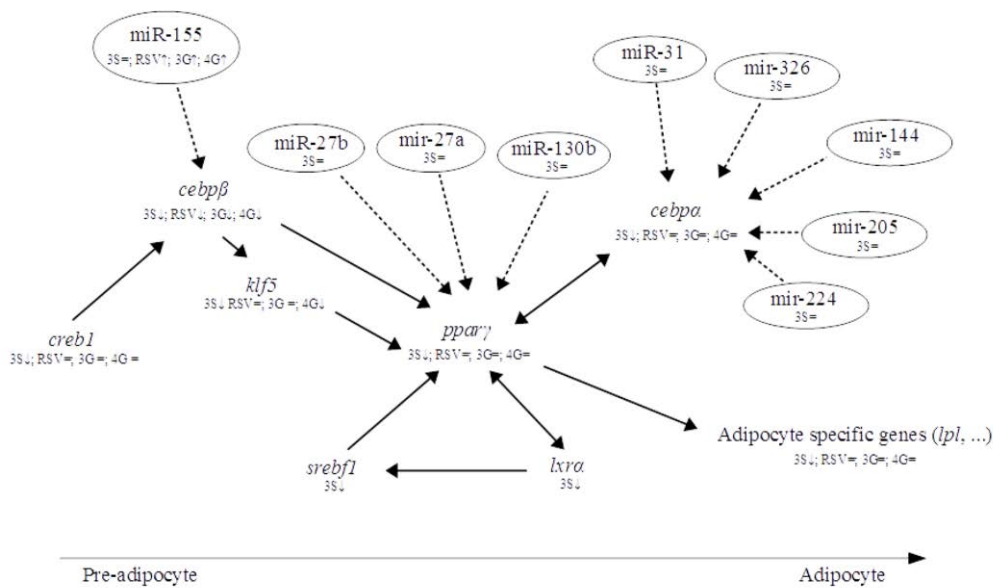 miR-155
3S=; RSV↑; 3G↑; 4G↑
miR-31
3S=
mir-326
3S=
miR-27b
3S=
mir-27a
3S=
miR-130b
3S=
mir-144
3S=
cebpβ
3S↓; RSV↓; 3G↓; 4G↓
cebpα
3S↓; RSV=; 3G=; 4G=
mir-205
3S=
klf5
3S↓ RSV=; 3G =; 4G↓
mir-224
3S=
creb1
3S↓; RSV=; 3G =; 4G =
pparγ
3S↓; RSV=; 3G=; 4G=
Adipocyte specific genes (lpl, ...)
3S↓; RSV=; 3G=; 4G=
srebf1
3S↓
lxrα
3S↓
Pre-adipocyte
Adipocyte